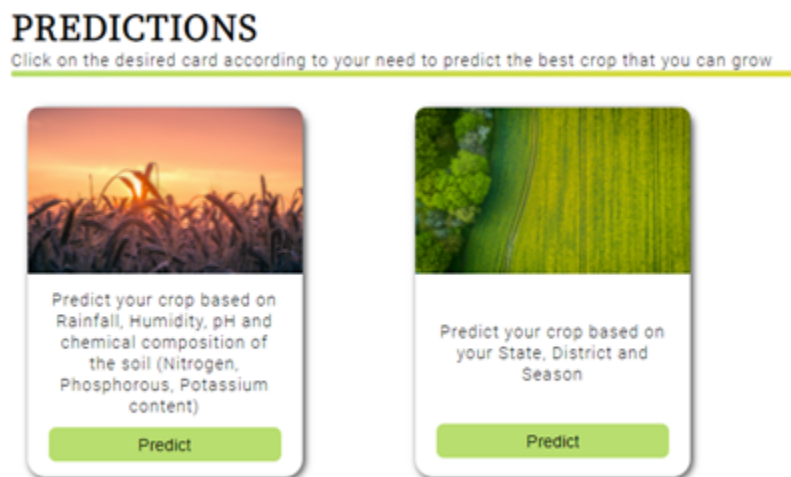 PREDICTIONS
Click on the desired card according to your need to predict the best crop that you can grow
Predict your crop based on
Rainfall, Humidity, pH and
chemical composition of
the soil (Nitrogen,
Phosphorous, Potassium
content)
Predict
Predict your crop based on
your State, District and
Season
Predict